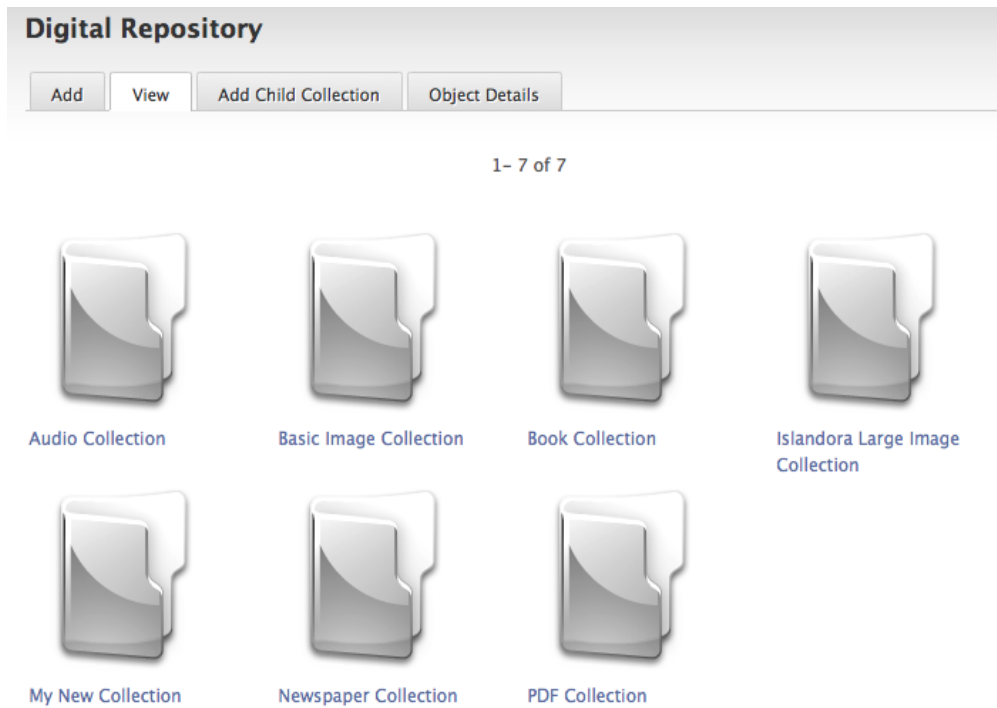 Digital Repository
Add View Add Child Collection Object Details
1– 7 of 7
Audio Collection Basic Image Collection Book Collection Islandora Large Image
Collection
My New Collection Newspaper Collection PDF Collection